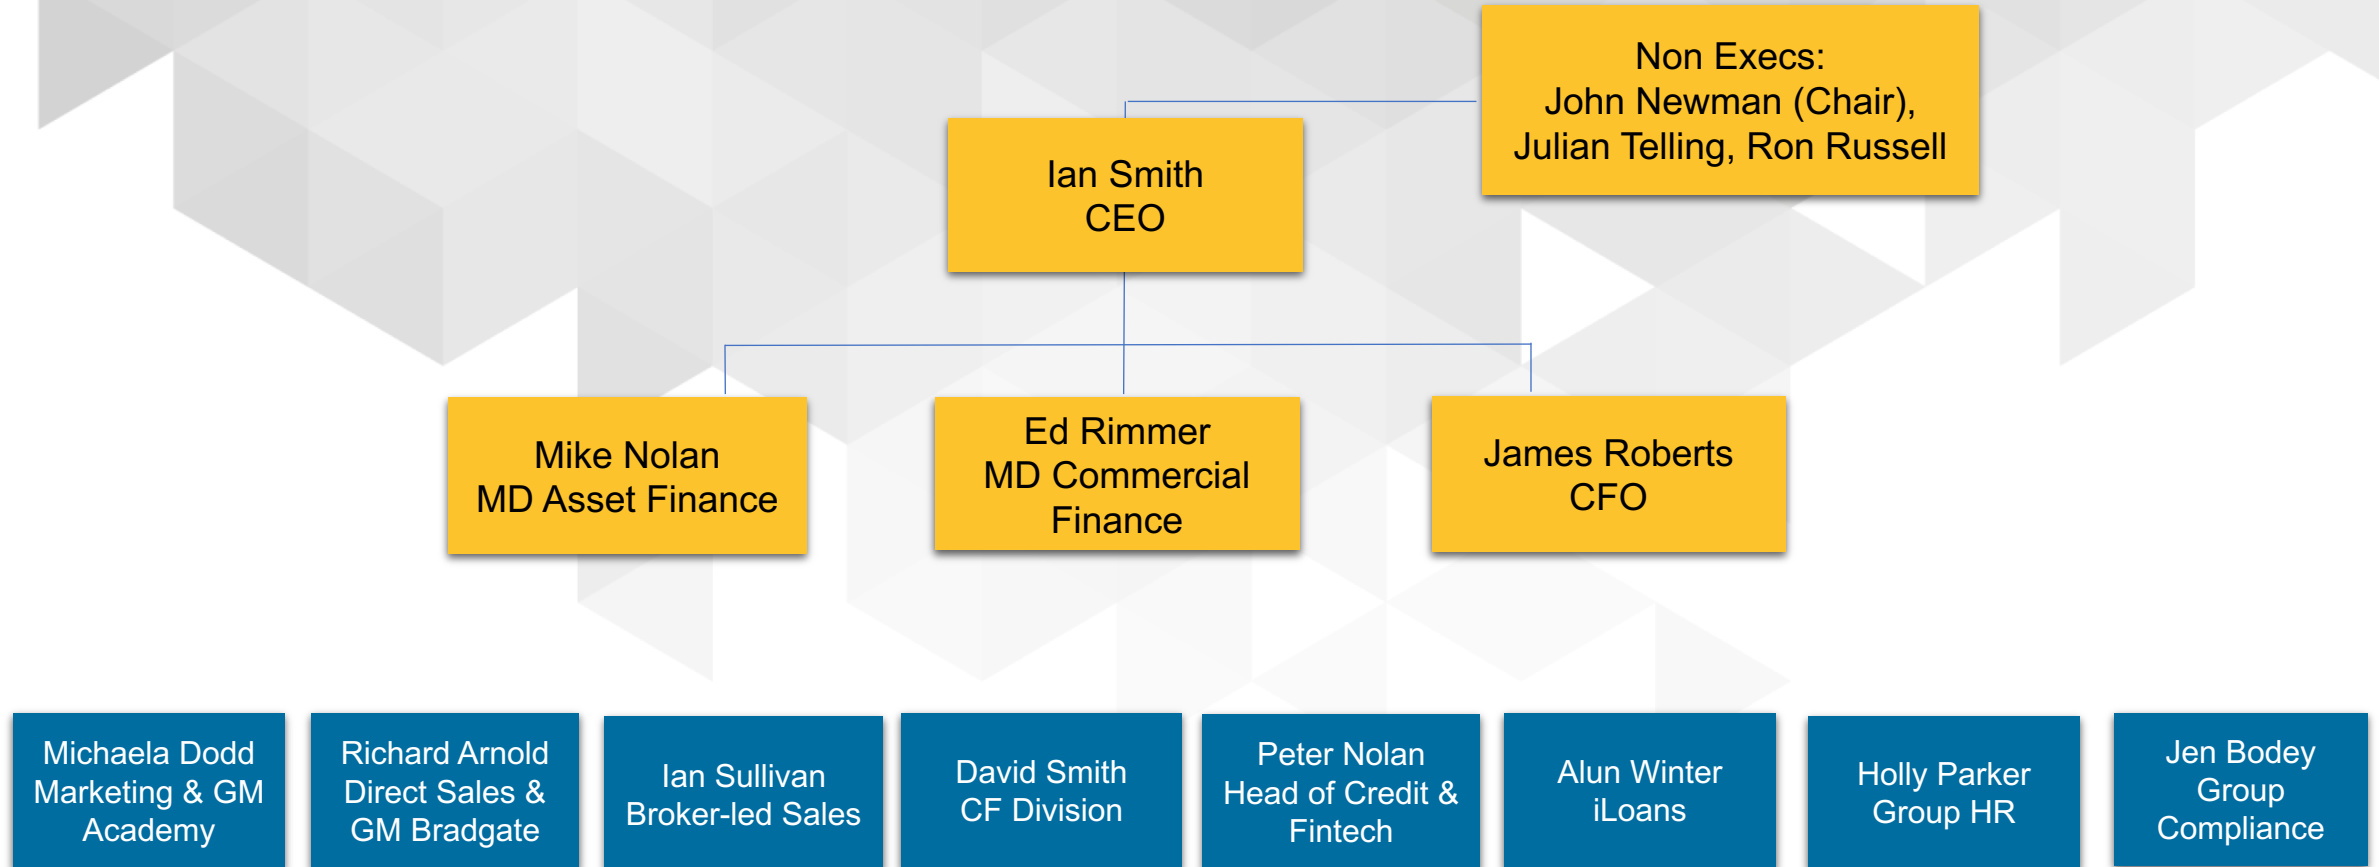 Non Execs:
John Newman (Chair),
Julian Telling, Ron Russell
Ian Smith
CEO
Mike Nolan
MD Asset Finance
Ed Rimmer
MD Commercial
Finance
James Roberts
CFO
Michaela Dodd
Marketing & GM
Academy
Richard Arnold
Direct Sales &
GM Bradgate
Ian Sullivan
Broker-led Sales
David Smith
CF Division
Peter Nolan
Head of Credit &
Fintech
Alun Winter
iLoans
Holly Parker
Group HR
Jen Bodey
Group
Compliance